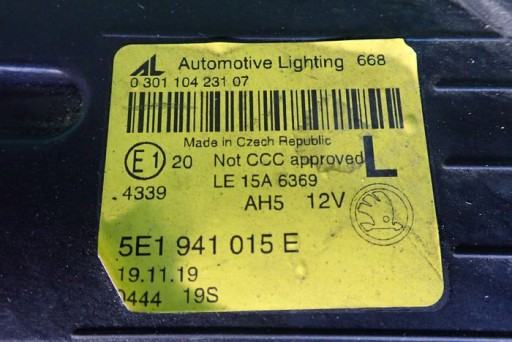 AL Automotive Lighting 668
0 301 104 231 07
Made in Czech Republic
E1 20 Not CCC approved L
4339 LE 15A 6369
AH5 12V
5E1 941 015 E
19.11.19
0444 19S